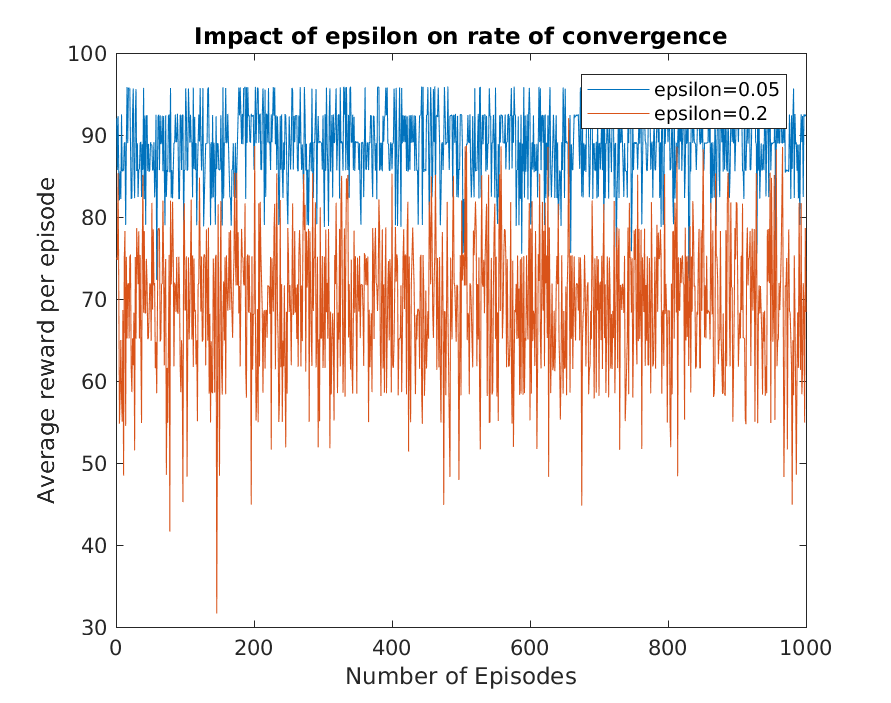 Impact of epsilon on rate of convergence
100
90
80
70
60
50
40
30
Average reward per episode
epsilon=0.05
epsilon=0.2
0
200
400
600
800
1000
Number of Episodes